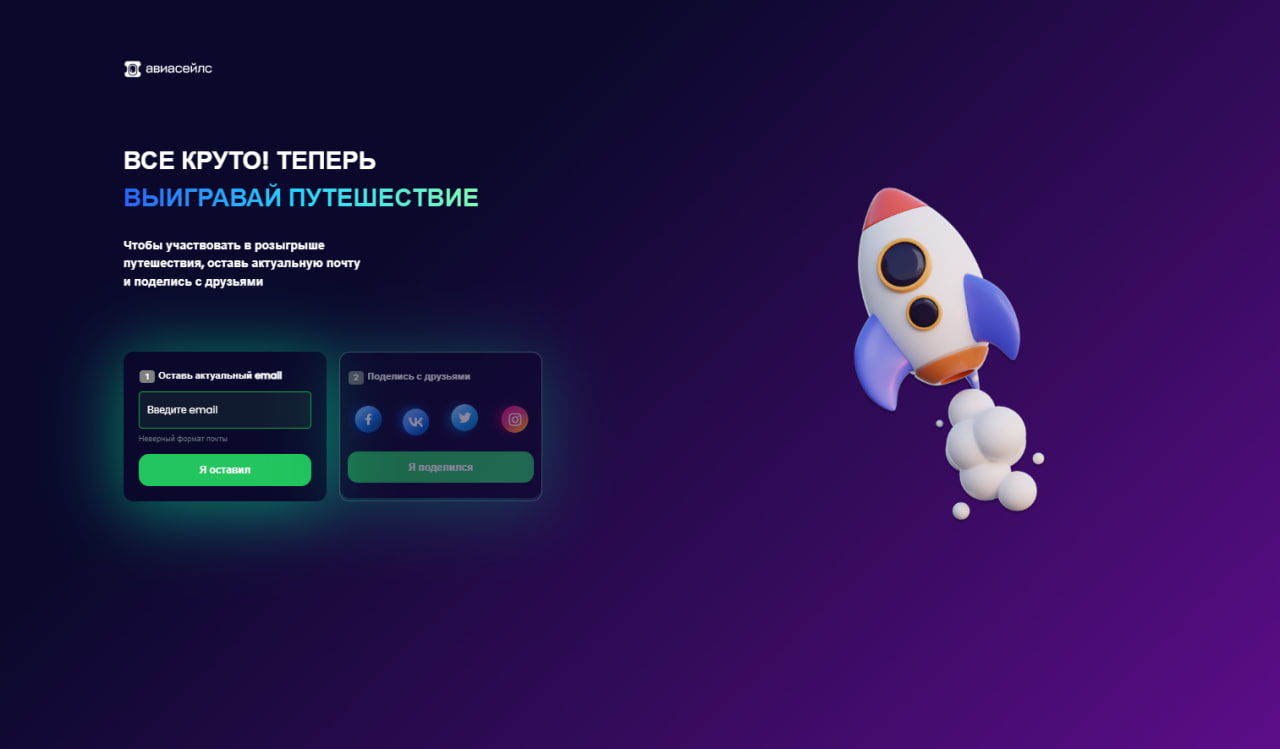 авиасейлс
ВСЕ КРУТО! ТЕПЕРЬ
ВЫИГРАВАЙ ПУТЕШЕСТВИЕ
Чтобы участвовать в розыгрыше
путешествия, оставь актуальную почту
и поделись с друзьями
1 Оставь актуальный email
Введите email
Неверный формат почты
Я оставил
2 Поделись с друзьями
Я поделился